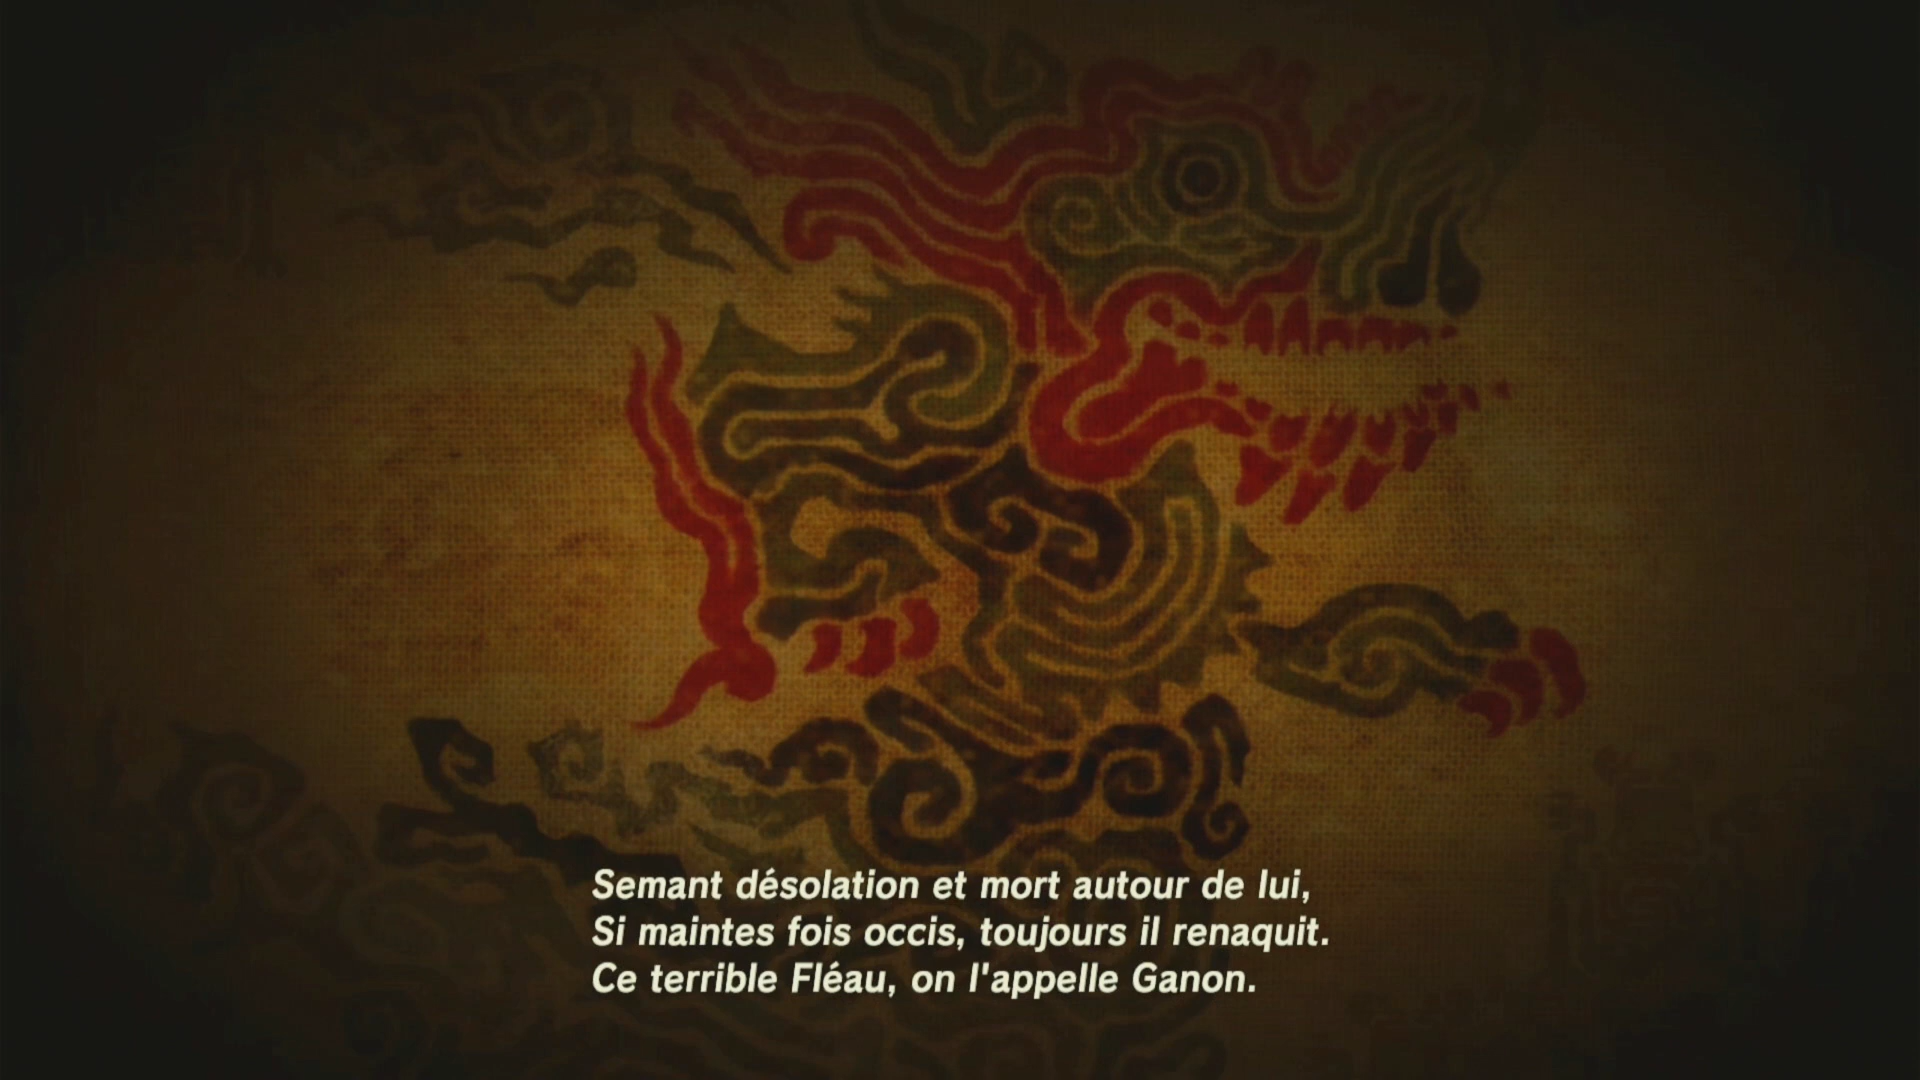 Semant désolation et mort autour de lui,
Si maintes fois occis, toujours il renaquit.
Ce terrible Fléau, on l'appelle Ganon.